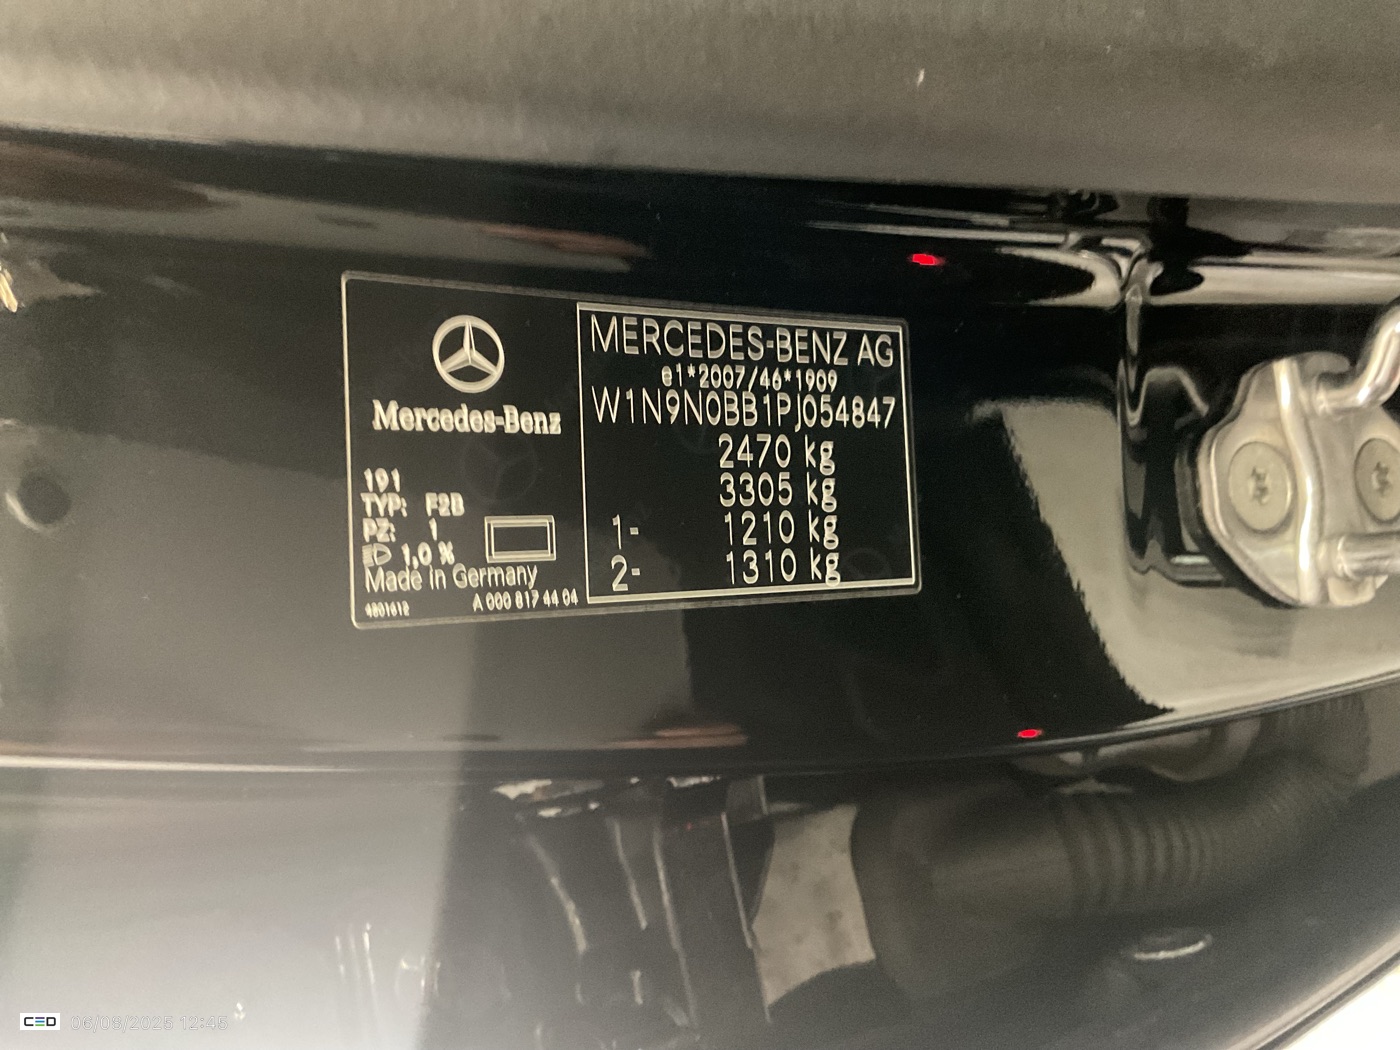 Mercedes-Benz
191
TYP: F2B
PZ: 1
1,0 %
Made in Germany
4801612
A 000 817 44 04
MERCEDES-BENZ AG
e1*2007/46*1909
W1N9N0BB1PJ054847
2470 kg
3305 kg
1- 1210 kg
2- 1310 kg
CED 06/08/2025 12:45